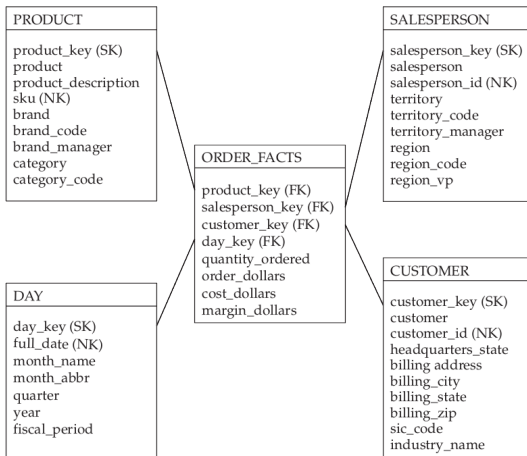 PRODUCT
product_key (SK)
product
product_description
sku (NK)
brand
brand_code
brand_manager
category
category_code
SALESPERSON
salesperson_key (SK)
salesperson
salesperson_id (NK)
territory
territory_code
territory_manager
region
region_code
region_vp
ORDER_FACTS
product_key (FK)
salesperson_key (FK)
customer_key (FK)
day_key (FK)
quantity_ordered
order_dollars
cost_dollars
margin_dollars
DAY
day_key (SK)
full_date (NK)
month_name
month_abbr
quarter
year
fiscal_period
CUSTOMER
customer_key (SK)
customer
customer_id (NK)
headquarters_state
billing address
billing_city
billing_state
billing_zip
sic_code
industry_name